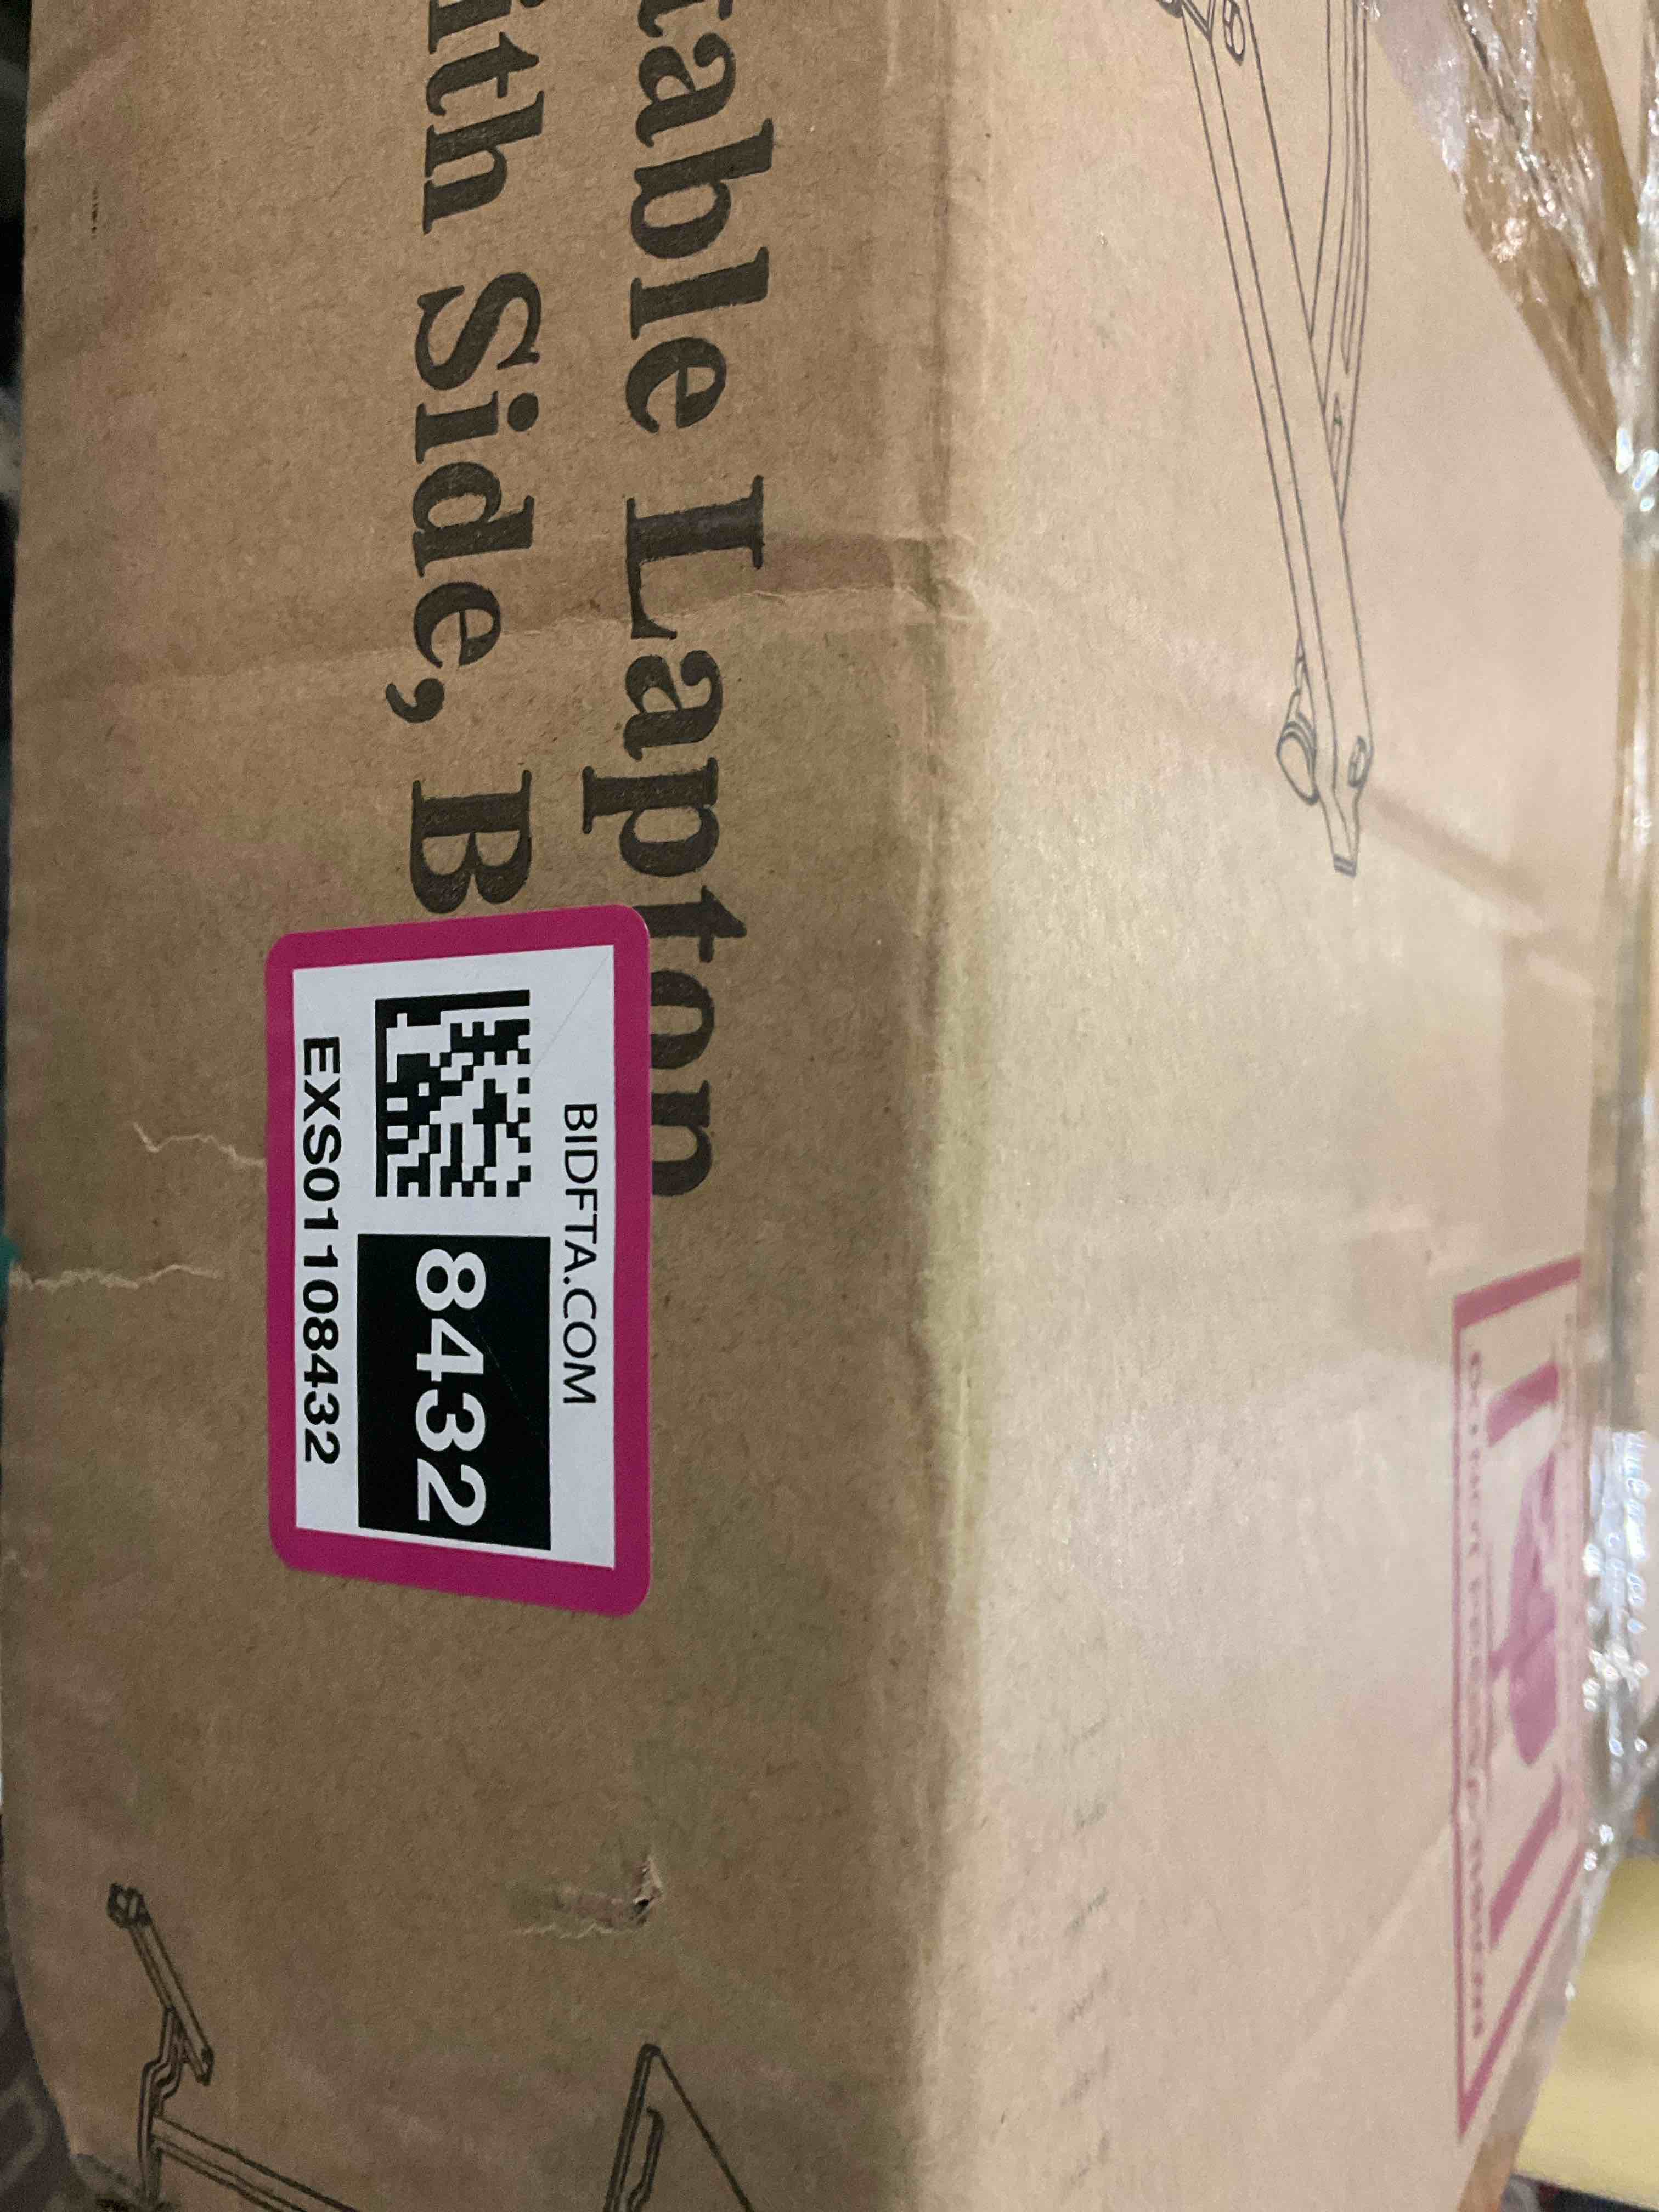 table Laptop
ith Side, B
BIDFTA.COM
8432
EXS01108432